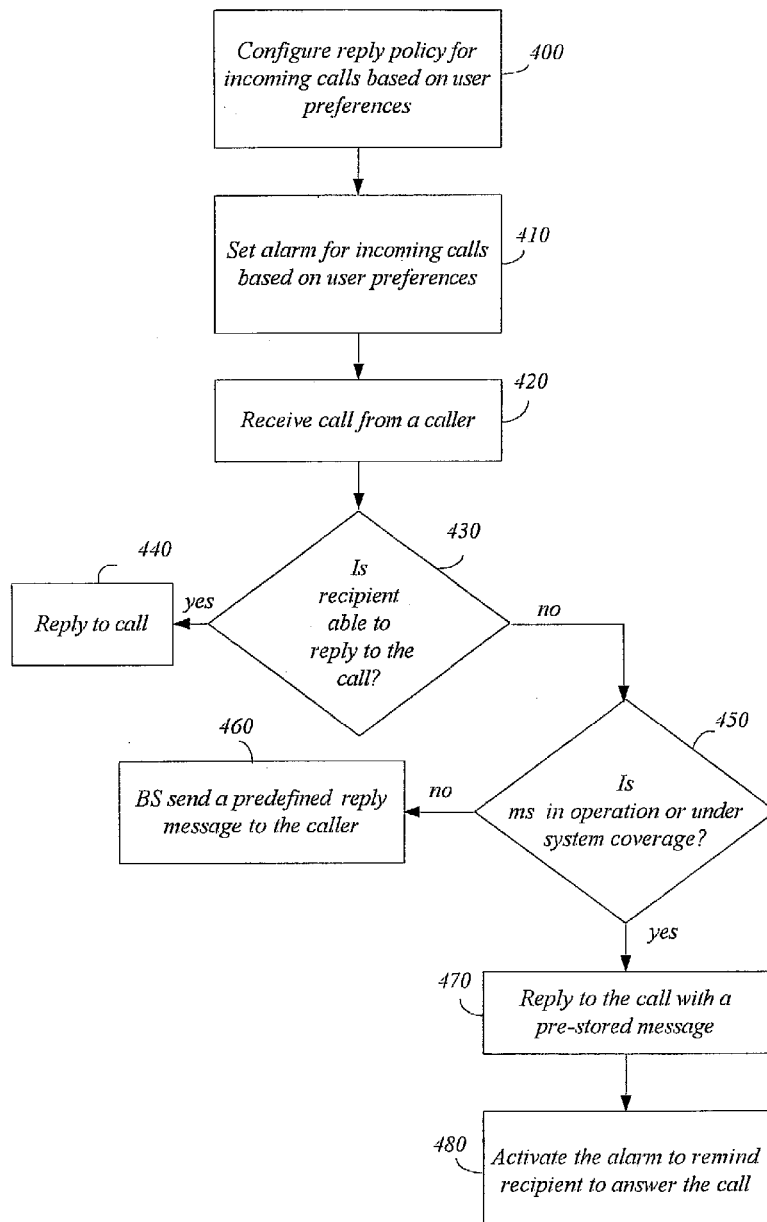 Configure reply policy for
incoming calls based on user
preferences
400
Set alarm for incoming calls
based on user preferences
410
Receive call from a caller
420
430
Is
recipient
able to
reply to the
call?
440
yes
Reply to call
no
450
Is
ms in operation or under
system coverage?
460
no
BS send a predefined reply
message to the caller
yes
470
Reply to the call with a
pre-stored message
480
Activate the alarm to remind
recipient to answer the call